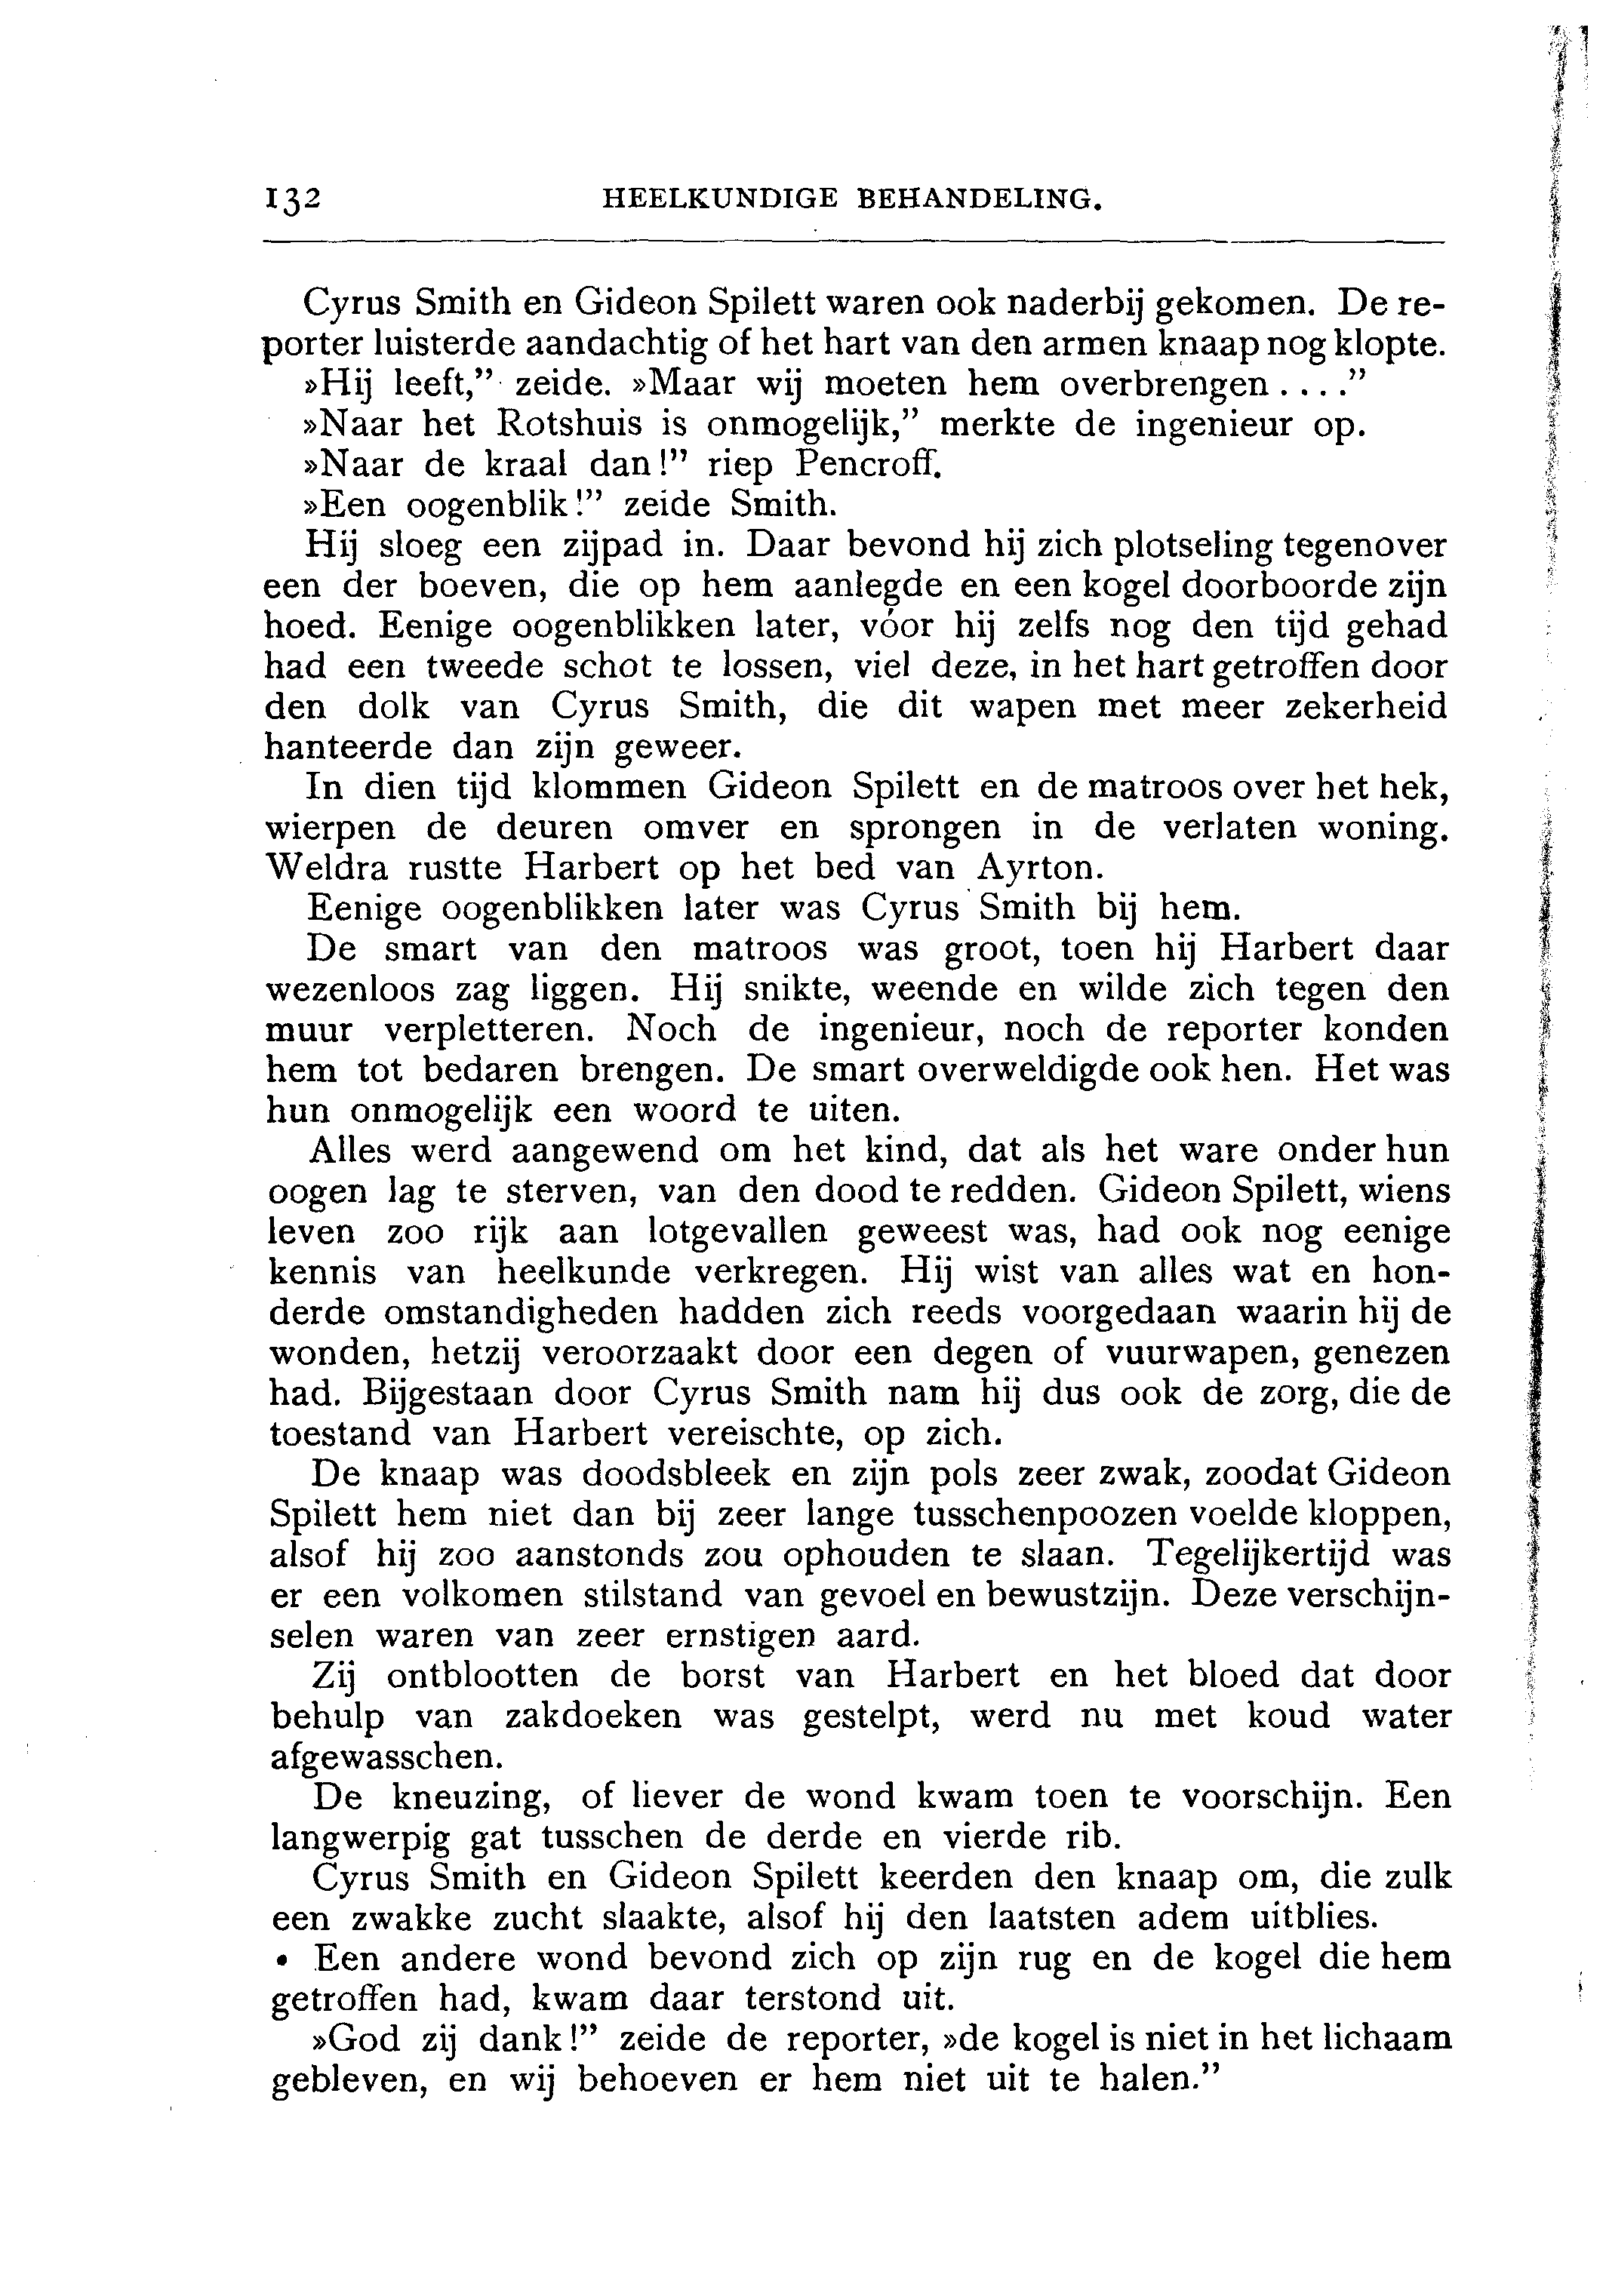 132 HEELKUNDIGE BEHANDELING.
Cyrus Smith en Gideon Spilett waren ook naderbij gekomen. De re-
porter luisterde aandachtig of het hart van den armen knaap nog klopte.
»Hij leeft,” zeide. »Maar wij moeten hem overbrengen . . . .”
»Naar het Rotshuis is onmogelijk,” merkte de ingenieur op.
»Naar de kraal dan!” riep Pencroff.
»Een oogenblik!” zeide Smith.
Hij sloeg een zijpad in. Daar bevond hij zich plotseling tegenover
een der boeven, die op hem aanlegde en een kogel doorboorde zijn
hoed. Eenige oogenblikken later, vóor hij zelfs nog den tijd gehad
had een tweede schot te lossen, viel deze, in het hart getroffen door
den dolk van Cyrus Smith, die dit wapen met meer zekerheid
hanteerde dan zijn geweer.
In dien tijd klommen Gideon Spilett en de matroos over het hek,
wierpen de deuren omver en sprongen in de verlaten woning.
Weldra rustte Harbert op het bed van Ayrton.
Eenige oogenblikken later was Cyrus Smith bij hem.
De smart van den matroos was groot, toen hij Harbert daar
wezenloos zag liggen. Hij snikte, weende en wilde zich tegen den
muur verpletteren. Noch de ingenieur, noch de reporter konden
hem tot bedaren brengen. De smart overweldigde ook hen. Het was
hun onmogelijk een woord te uiten.
Alles werd aangewend om het kind, dat als het ware onder hun
oogen lag te sterven, van den dood te redden. Gideon Spilett, wiens
leven zoo rijk aan lotgevallen geweest was, had ook nog eenige
kennis van heelkunde verkregen. Hij wist van alles wat en hon-
derde omstandigheden hadden zich reeds voorgedaan waarin hij de
wonden, hetzij veroorzaakt door een degen of vuurwapen, genezen
had. Bijgestaan door Cyrus Smith nam hij dus ook de zorg, die de
toestand van Harbert vereischte, op zich.
De knaap was doodsbleek en zijn pols zeer zwak, zoodat Gideon
Spilett hem niet dan bij zeer lange tusschenpoozen voelde kloppen,
alsof hij zoo aanstonds zou ophouden te slaan. Tegelijkertijd was
er een volkomen stilstand van gevoel en bewustzijn. Deze verschijn-
selen waren van zeer ernstigen aard.
Zij ontblootten de borst van Harbert en het bloed dat door
behulp van zakdoeken was gestelpt, werd nu met koud water
afgewasschen.
De kneuzing, of liever de wond kwam toen te voorschijn. Een
langwerpig gat tusschen de derde en vierde rib.
Cyrus Smith en Gideon Spilett keerden den knaap om, die zulk
een zwakke zucht slaakte, alsof hij den laatsten adem uitblies.
• Een andere wond bevond zich op zijn rug en de kogel die hem
getroffen had, kwam daar terstond uit.
»God zij dank!” zeide de reporter, »de kogel is niet in het lichaam
gebleven, en wij behoeven er hem niet uit te halen.”